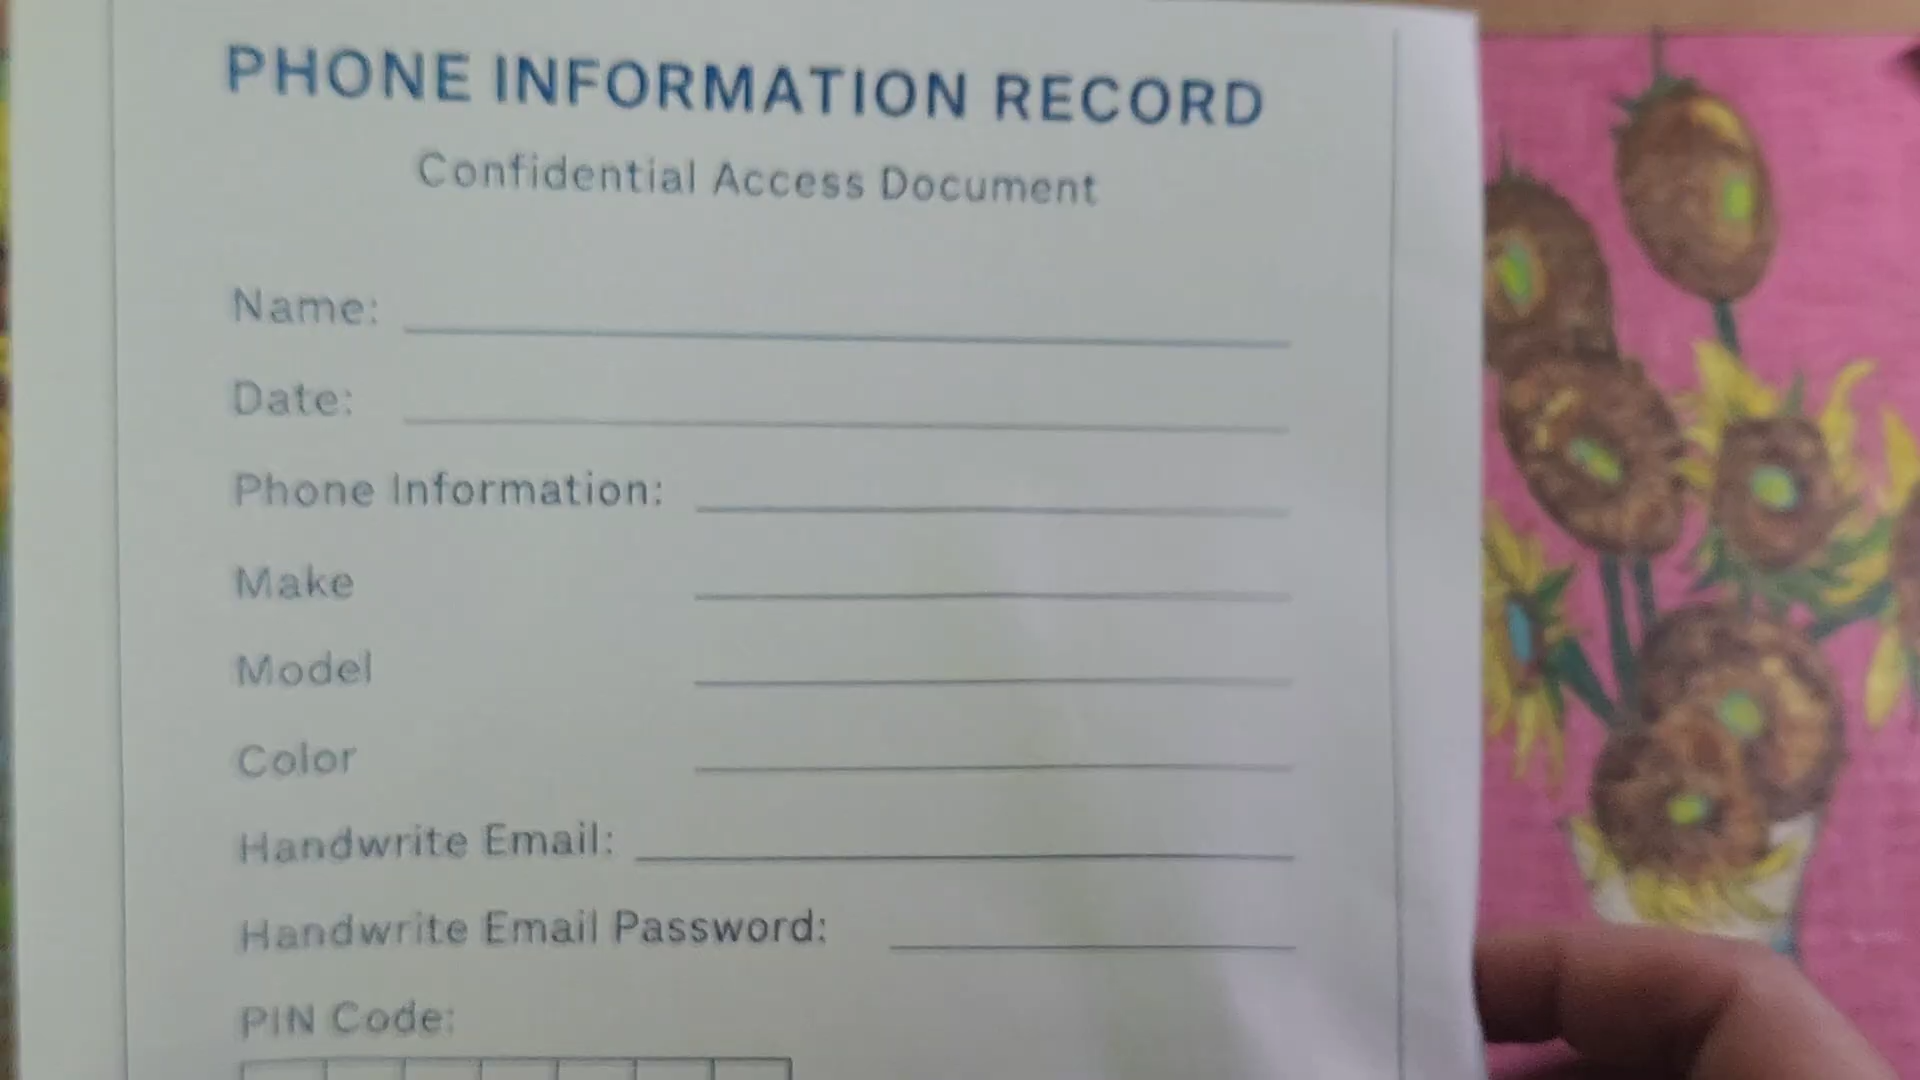 PHONE INFORMATION RECORD
Confidential Access Document
Name:
Date:
Phone Information:
Make
Model
Color
Handwrite Email:
Handwrite Email Password:
PIN Code: